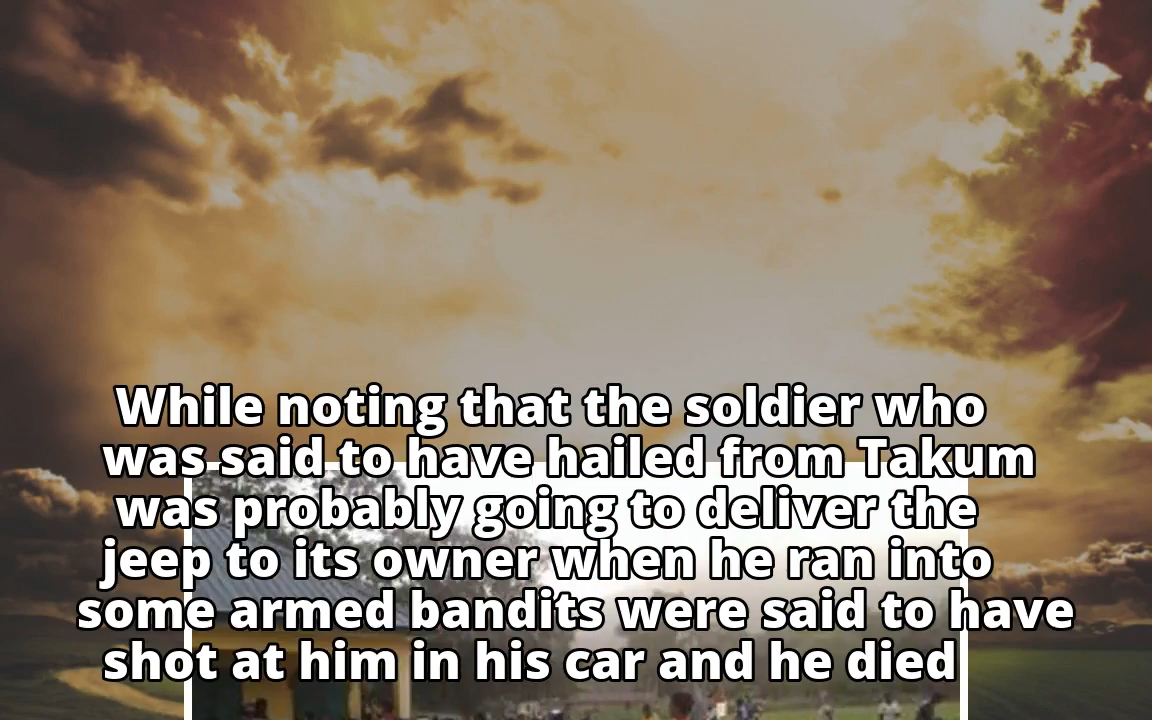 While noting that the soldier who
was said to have hailed from Takum
was probably going to deliver the
jeep to its owner when he ran into
some armed bandits were said to have
shot at him in his car and he died